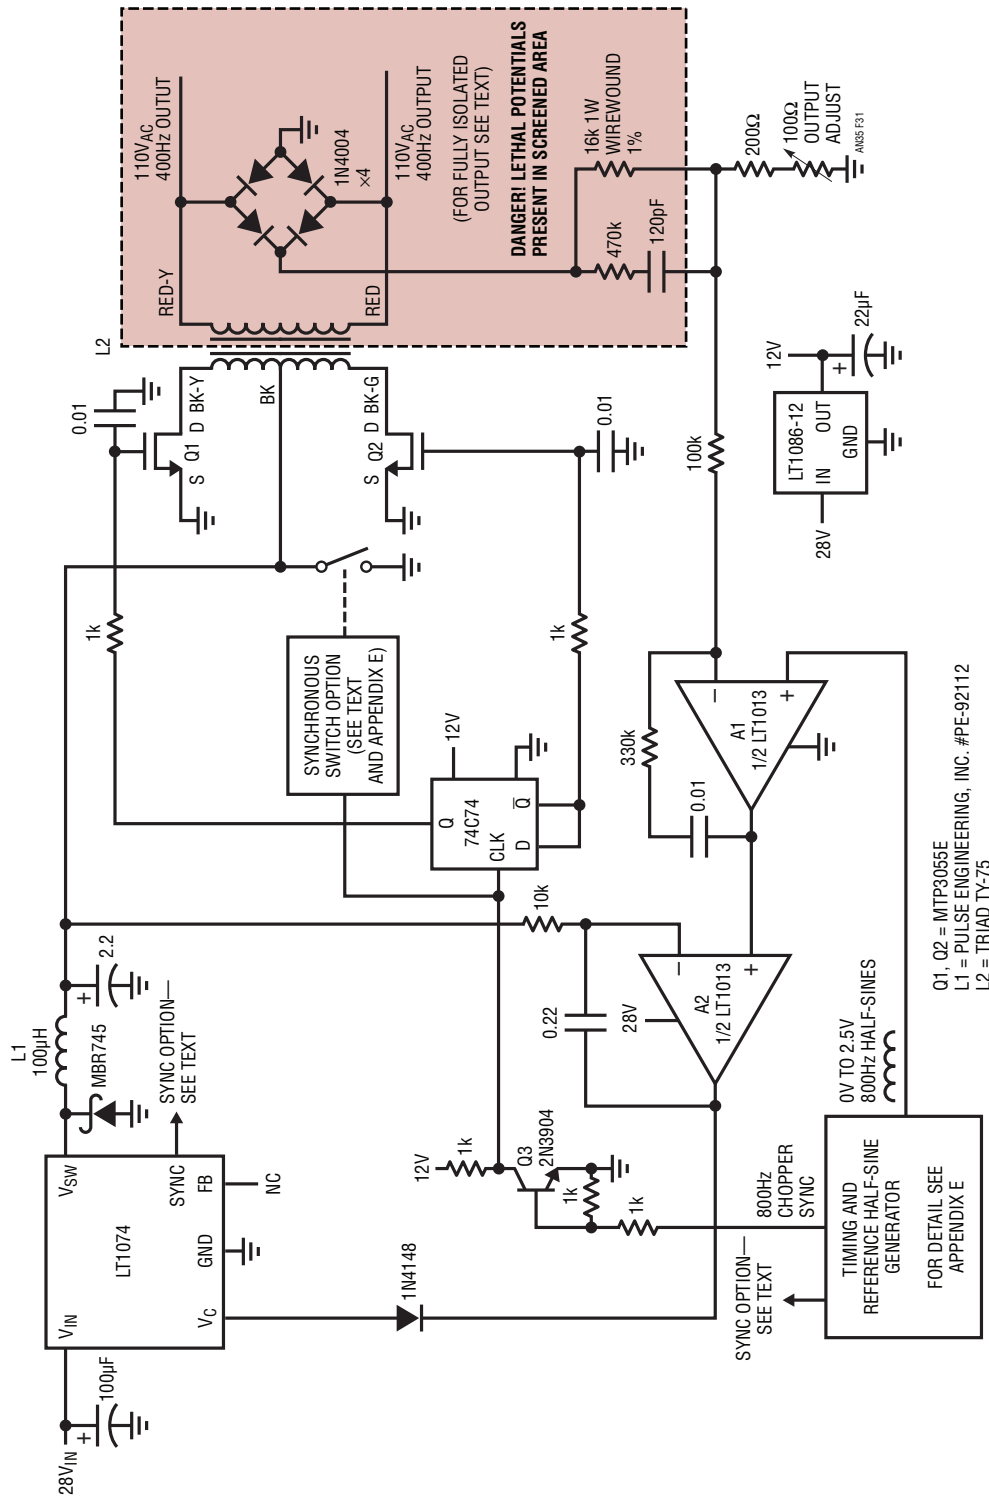 28VIN
100µF
VIN
LT1074
VSW
VC
GND
FB
SYNC
NC
SYNC OPTION—
SEE TEXT
MBR745
L1
100µH
2.2
1N4148
12V
1k
Q3
2N3904
1k
1k
SYNC OPTION—
SEE TEXT
800Hz
CHOPPER
SYNC
TIMING AND
REFERENCE HALF-SINE
GENERATOR
FOR DETAIL SEE
APPENDIX E
0V TO 2.5V
800Hz HALF-SINES
0.22
28V
A2
1/2 LT1013
10k
0.01
330k
A1
1/2 LT1013
100k
Q
74C74
CLK
D
Q
12V
SYNCHRONOUS
SWITCH OPTION
(SEE TEXT
AND APPENDIX E)
1k
1k
0.01
0.01
S
Q1
D
BK-Y
BK
S
Q2
D
BK-G
L2
RED-Y
RED
110VAC
400Hz OUTUT
1N4004
×4
110VAC
400Hz OUTPUT
(FOR FULLY ISOLATED
OUTPUT SEE TEXT)
DANGER! LETHAL POTENTIALS
PRESENT IN SCREENED AREA
470k
120pF
16k 1W
WIREWOUND
1%
200Ω
100Ω
OUTPUT
ADJUST
AN35 F31
28V
LT1086-12
IN
OUT
GND
12V
22µF
Q1, Q2 = MTP3055E
L1 = PULSE ENGINEERING, INC. #PE-92112
L2 = TRIAD TY-75